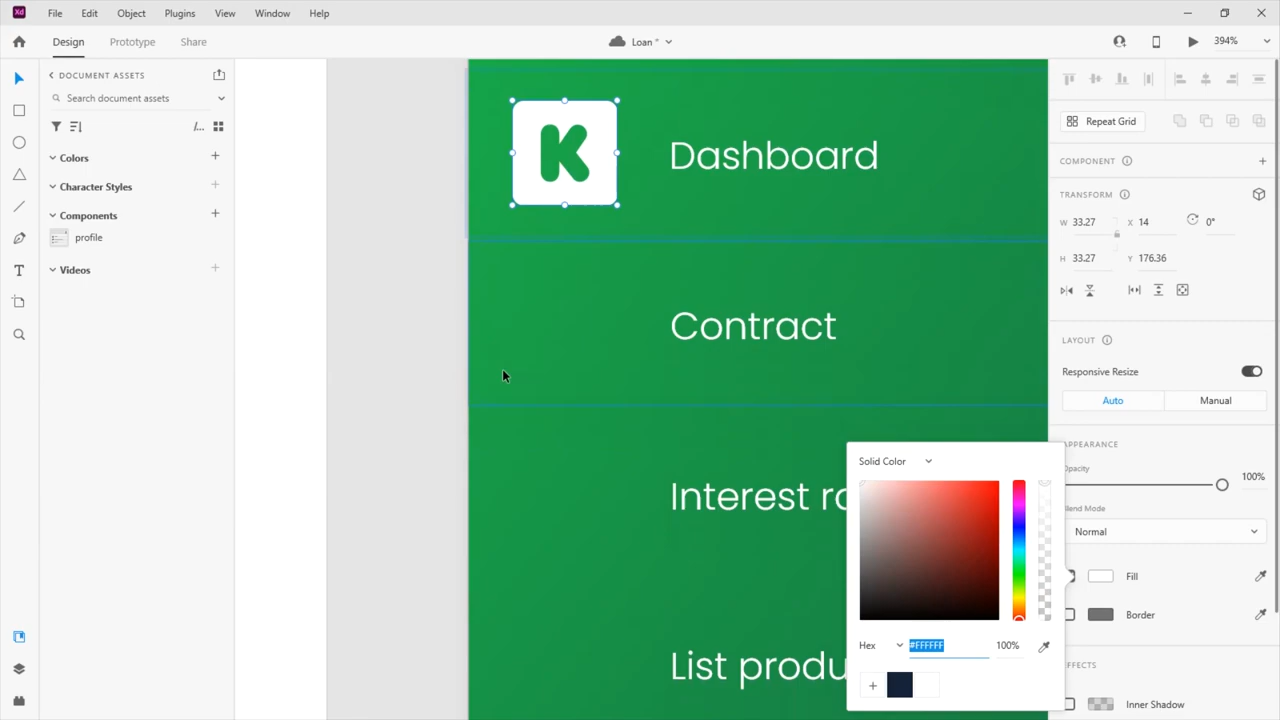 Xd File Edit Object Plugins View Window Help
Design Prototype Share Loan * 394%
DOCUMENT ASSETS
Search document assets
Colors
Character Styles
Components
profile
Videos
K Dashboard
Contract
Interest ra
List produ
Repeat Grid
COMPONENT
TRANSFORM
W 33.27 X 14 0°
H 33.27 Y 176.36
LAYOUT
Responsive Resize
Auto Manual
APPEARANCE
Opacity
100%
Blend Mode
Normal
Fill
Border
EFFECTS
Inner Shadow
Solid Color
Hex #FFFFFF 100%